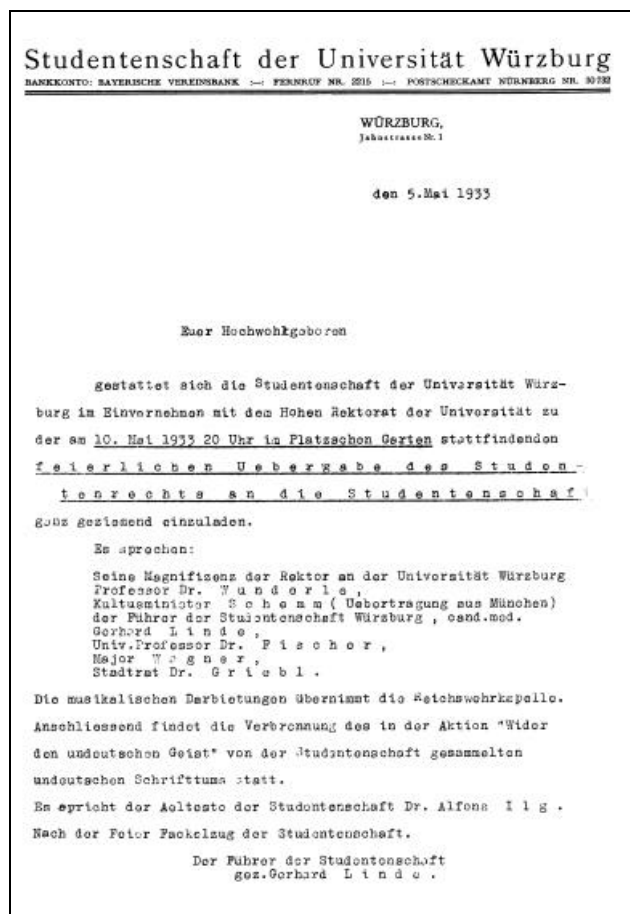 Studentenschaft der Universität Würzburg
BANKKONTO: BAYERISCHE VEREINSBANK :—: FERNRUF NR. 2215 :—: POSTSCHECKAMT NÜRNBERG NR.
WÜRZBURG,
Jahnstrasse Nr. 1
den 5.Mai 1933
Euer Hochwohlgeboren
gestattet sich die Studentenschaft der Universität Würz-
burg im Einvernehmen mit dem Hohen Rektorat der Universität zu
der am 10. Mai 1933 20 Uhr im Platzschen Garten stattfindenden
feierlichen Uebergabe des Studen-
tenrechts an die Studentenschaf
ganz geziemend einzuladen.
Es sprechen:
Seine Magnifizenz der Rektor an der Universität Würzburg
Professor Dr. Wunderle,
Kultusminister Schemm ( Uebertragung aus München)
der Führer der Studentenschaft Würzburg , cand.med.
Gerhard Linde,
Univ.Professor Dr. Fischer,
Major Wagner,
Stadtrat Dr. Griebl.
Die musikalischen Darbietungen übernimmt die Reichswehrkapelle.
Anschliessend findet die Verbrennung des in der Aktion "Wider
den undeutschen Geist" von der Studentenschaft gesammelten
undeutschen Schrifttums statt.
Es spricht der Aelteste der Studentenschaft Dr. Alfons Ilg.
Nach der Feier Fackelzug der Studentenschaft.
Der Führer der Studentenschaft
gez.Gerhard Linde.